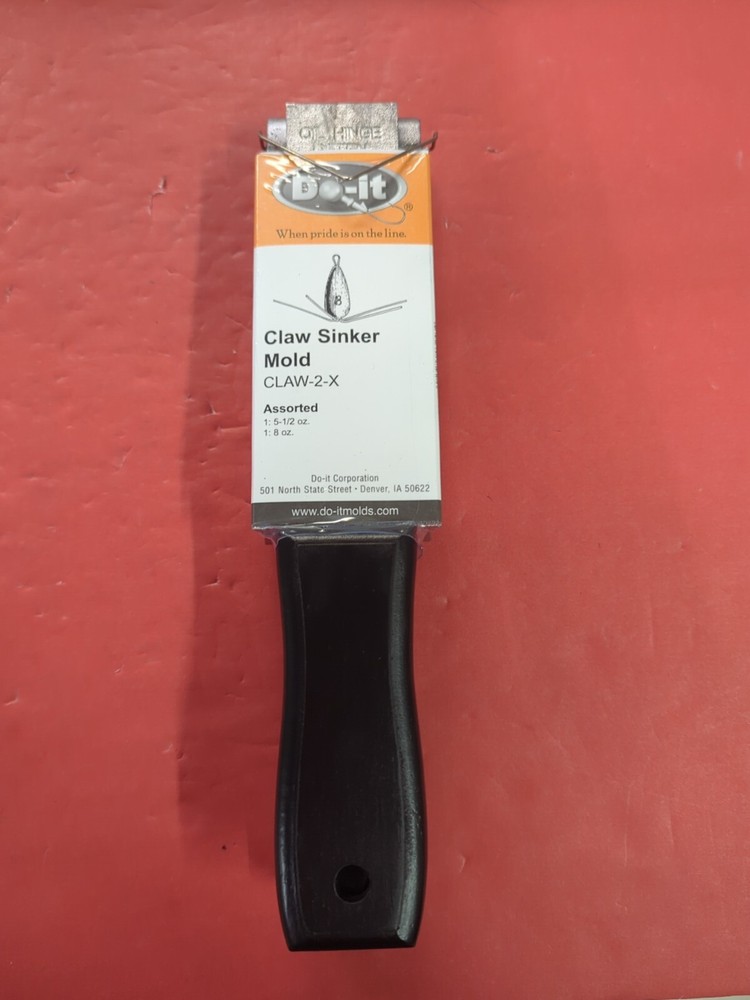 OIL HINGE
Do-it®
When pride is on the line.
8
Claw Sinker
Mold
CLAW-2-X
Assorted
1: 5-1/2 oz.
1: 8 oz.
Do-it Corporation
501 North State Street • Denver, IA 50622
www.do-itmolds.com